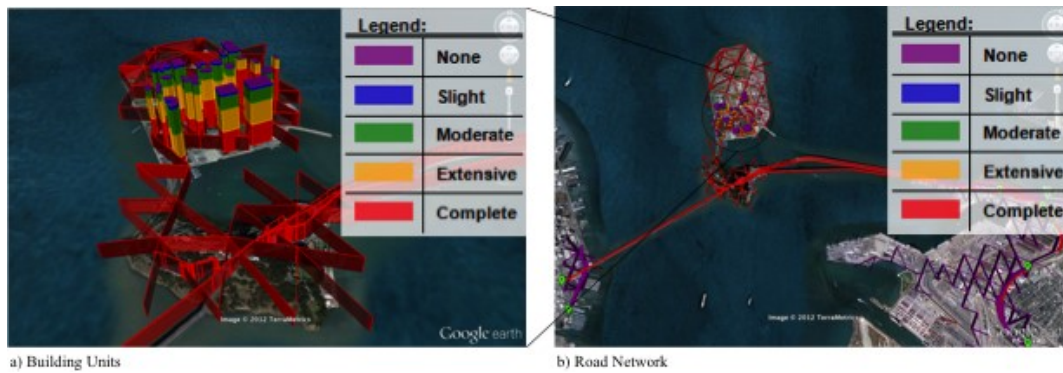 Legend:
None
Slight
Moderate
Extensive
Complete
Image © 2012 TerraMetrics
Google earth
a) Building Units
Legend:
None
Slight
Moderate
Extensive
Complete
Image © 2012 TerraMetrics
b) Road Network